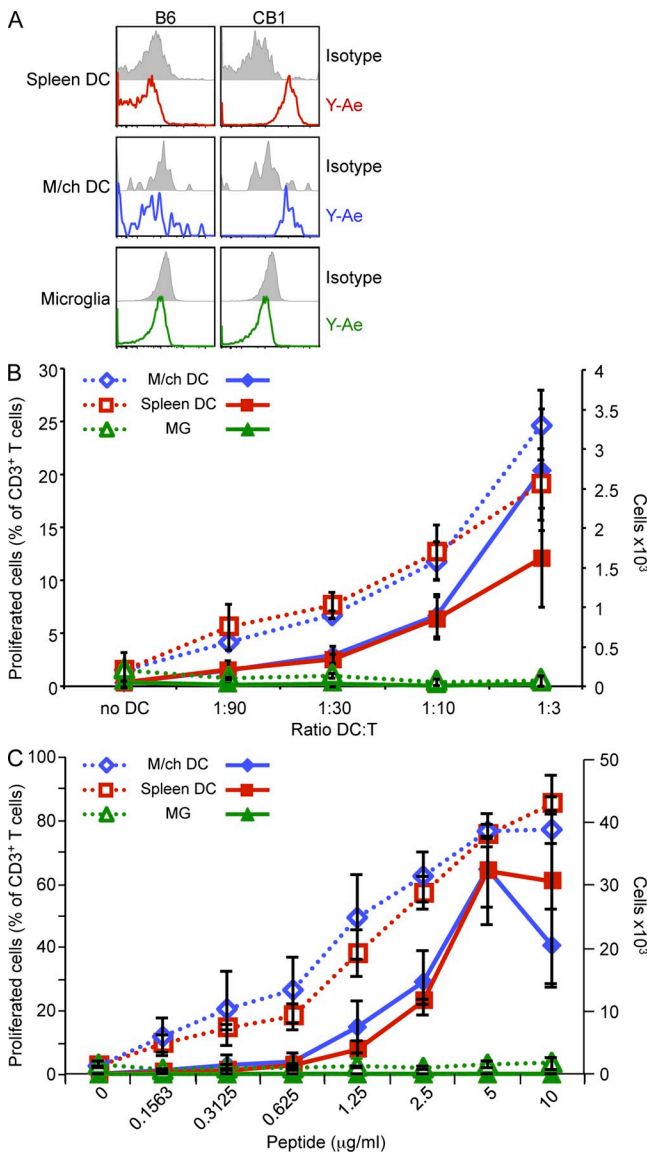 A
B6 CB1
Spleen DC
Isotype
Y-Ae
M/ch DC
Isotype
Y-Ae
Microglia
Isotype
Y-Ae
B
M/ch DC
Spleen DC
MG
Proliferated cells (% of CD3+ T cells)
30
25
20
15
10
5
0
4
3.5
3
2.5
2
1.5
1
0.5
0
Cells x10³
no DC 1:90 1:30 1:10 1:3
Ratio DC:T
C
M/ch DC
Spleen DC
MG
Proliferated cells (% of CD3+ T cells)
100
80
60
40
20
0
50
40
30
20
10
0
Cells x10³
0 0.1563 0.3125 0.625 1.25 2.5 5 10
Peptide (μg/ml)